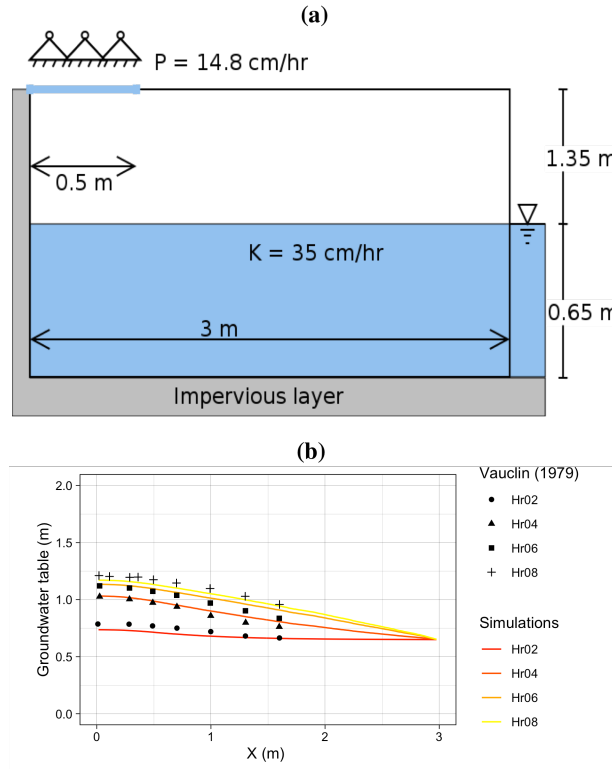 (a)
P = 14.8 cm/hr
0.5 m
1.35 m
K = 35 cm/hr
0.65 m
3 m
Impervious layer
(b)
Vauclin (1979)
Hr02
Hr04
Hr06
Hr08
Simulations
Hr02
Hr04
Hr06
Hr08
Groundwater table (m)
2.0
1.5
1.0
0.5
0.0
0 1 2 3
X (m)